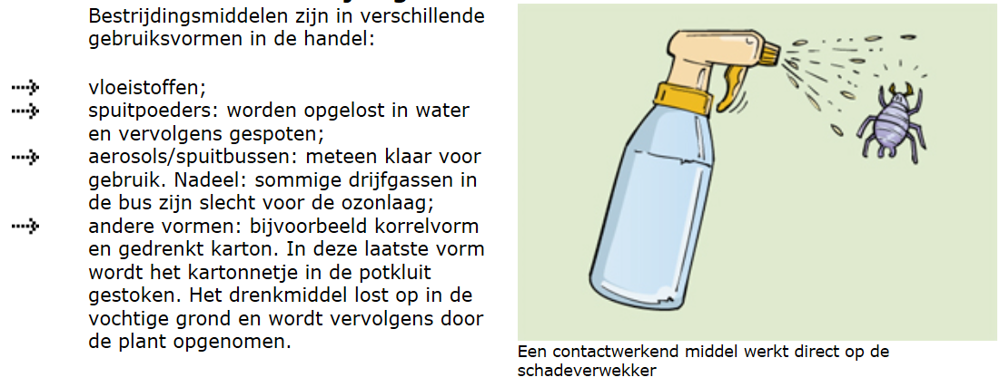 Bestrijdingsmiddelen zijn in verschillende
gebruiksvormen in de handel:
vloeistoffen;
spuitpoeders: worden opgelost in water
en vervolgens gespoten;
aerosols/spuitbussen: meteen klaar voor
gebruik. Nadeel: sommige drijfgassen in
de bus zijn slecht voor de ozonlaag;
andere vormen: bijvoorbeeld korrelvorm
en gedrenkt karton. In deze laatste vorm
wordt het kartonnetje in de potkluit
gestoken. Het drenkmiddel lost op in de
vochtige grond en wordt vervolgens door
de plant opgenomen.
Een contactwerkend middel werkt direct op de
schadeverwekker